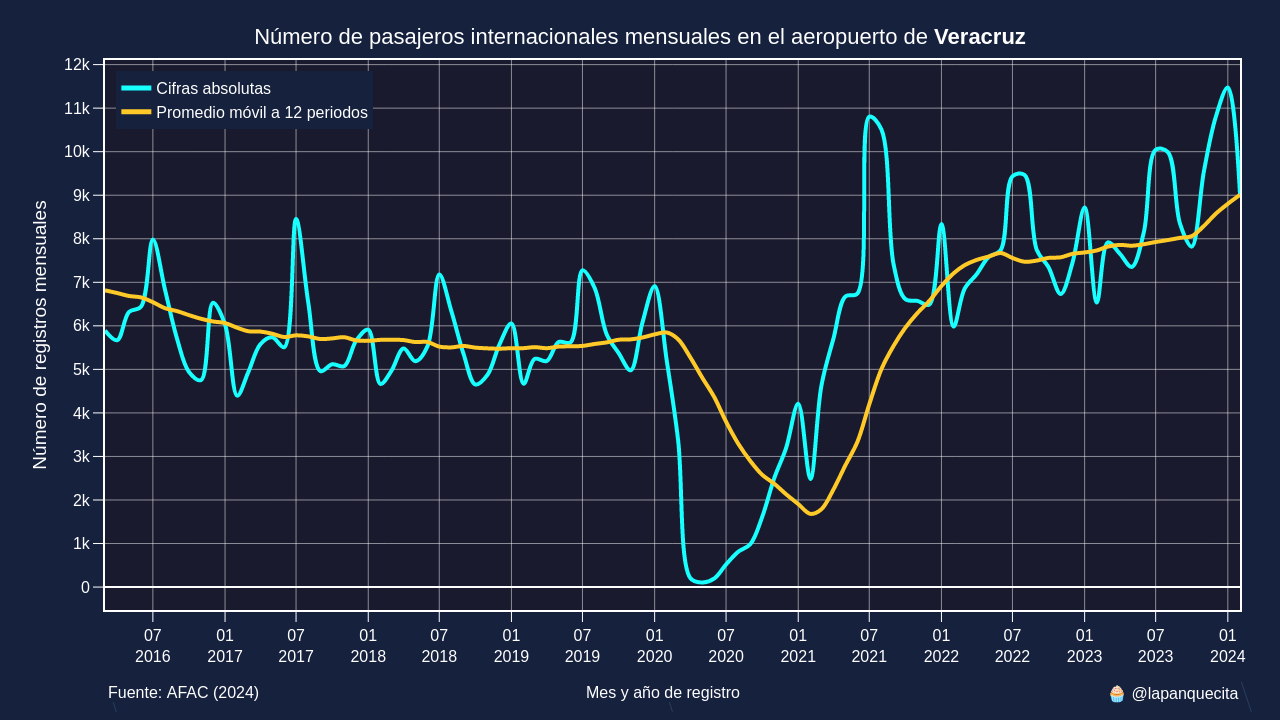 Número de pasajeros internacionales mensuales en el aeropuerto de Veracruz
Cifras absolutas
Promedio móvil a 12 periodos
Número de registros mensuales
12k
11k
10k
9k
8k
7k
6k
5k
4k
3k
2k
1k
0
07 01 07 01 07 01 07 01 07 01 07 01 07 01 07 01
2016 2017 2017 2018 2018 2019 2019 2020 2020 2021 2021 2022 2022 2023 2023 2024
Fuente: AFAC (2024)
Mes y año de registro
🧁 @lapanquecita